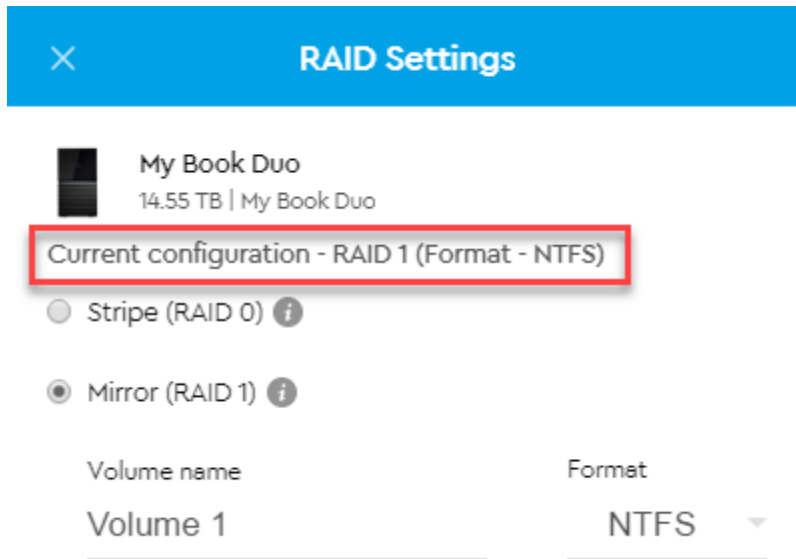 RAID Settings
My Book Duo
14.55 TB | My Book Duo
Current configuration - RAID 1 (Format - NTFS)
Stripe (RAID 0) i
Mirror (RAID 1) i
Volume name Format
Volume 1 NTFS